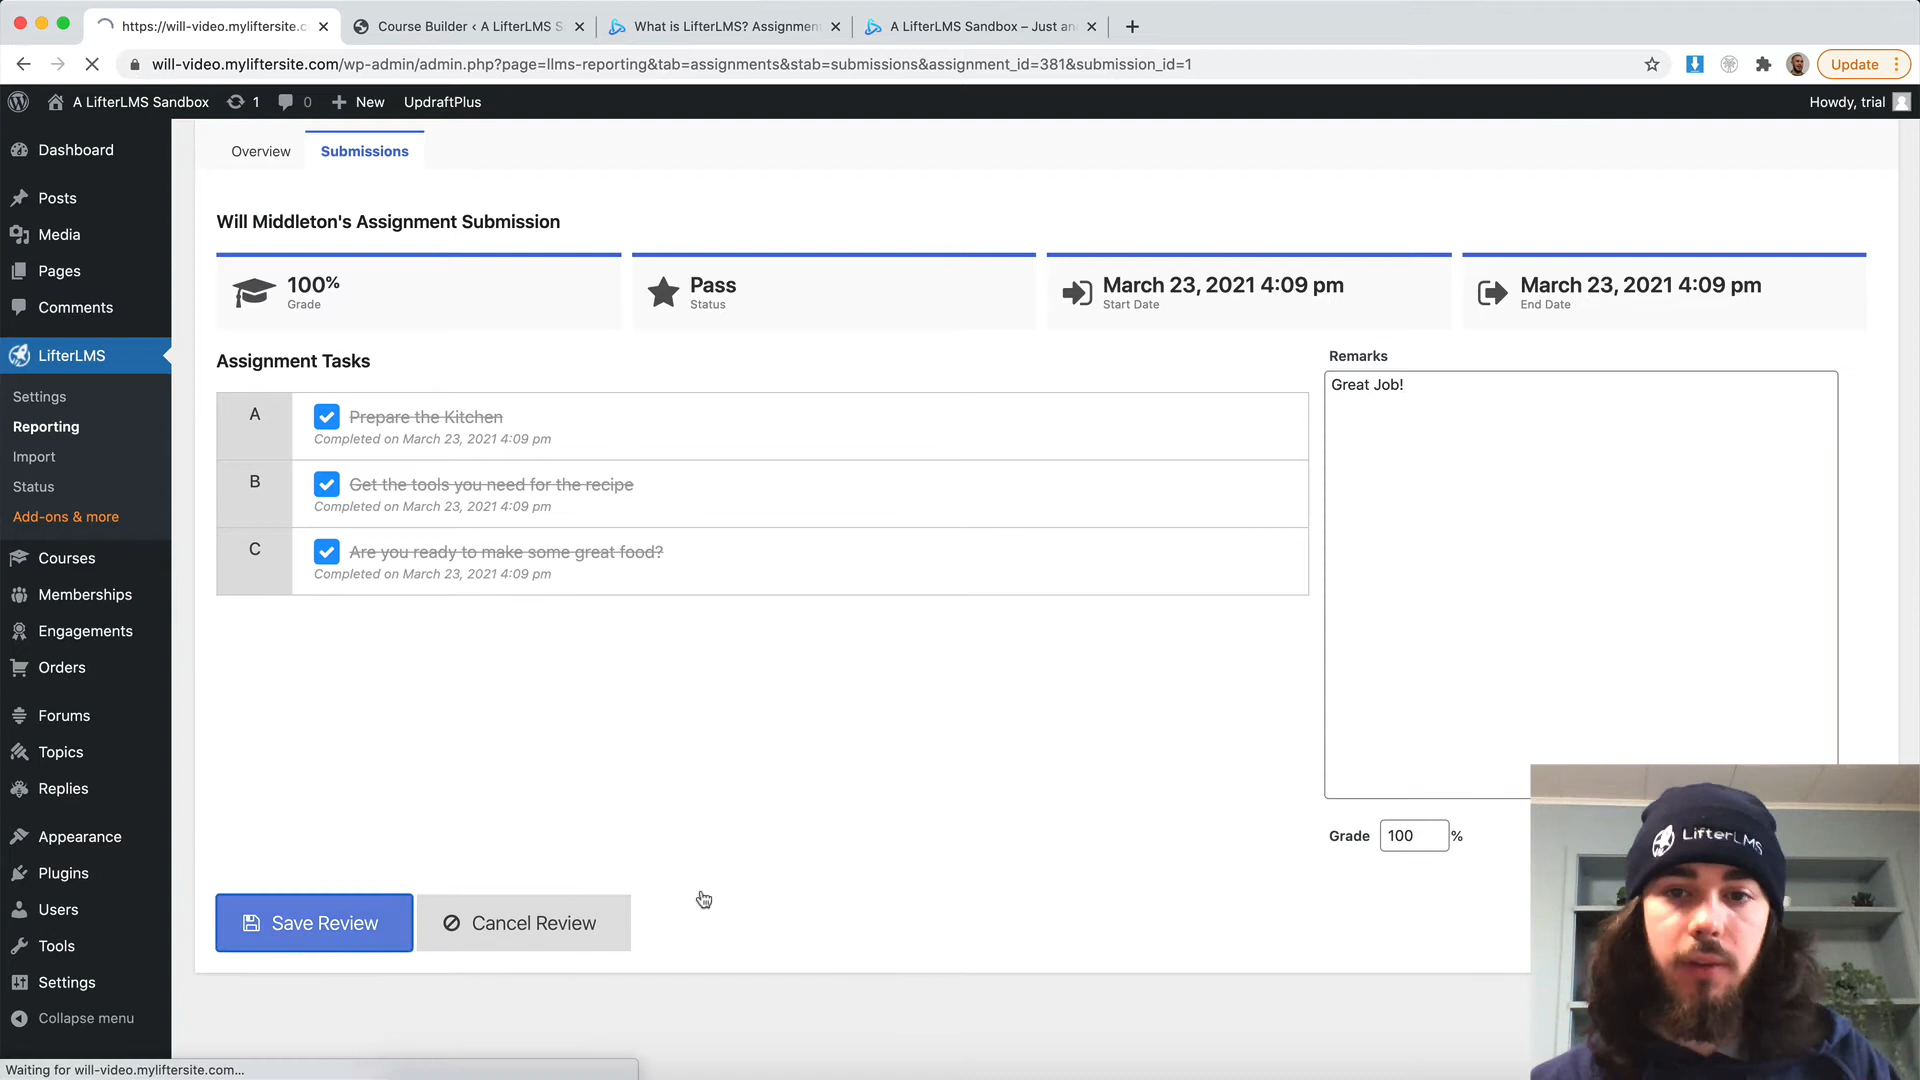 https://will-video.myliftersite.c
Course Builder ‹ A LifterLMS S
What is LifterLMS? Assignmen
A LifterLMS Sandbox – Just an
will-video.myliftersite.com/wp-admin/admin.php?page=llms-reporting&tab=assignments&stab=submissions&assignment_id=381&submission_id=1
Update
A LifterLMS Sandbox
1
0
New
UpdraftPlus
Howdy, trial
Dashboard
Posts
Media
Pages
Comments
LifterLMS
Settings
Reporting
Import
Status
Add-ons & more
Courses
Memberships
Engagements
Orders
Forums
Topics
Replies
Appearance
Plugins
Users
Tools
Settings
Collapse menu
Overview
Submissions
Will Middleton's Assignment Submission
100%
Grade
Pass
Status
March 23, 2021 4:09 pm
Start Date
March 23, 2021 4:09 pm
End Date
Assignment Tasks
A
Prepare the Kitchen
Completed on March 23, 2021 4:09 pm
B
Get the tools you need for the recipe
Completed on March 23, 2021 4:09 pm
C
Are you ready to make some great food?
Completed on March 23, 2021 4:09 pm
Remarks
Great Job!
Grade
100
%
Save Review
Cancel Review
LifterLMS
Waiting for will-video.myliftersite.com...